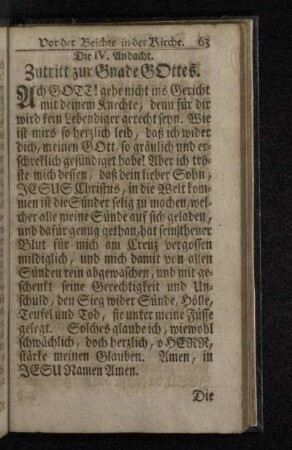 Vor der Beichte in der Kirche. 63
Die IV. Andacht.
Zutritt zur Gnade GOttes.
Ach GOTT! gehe nicht ins Gericht
mit deinem Knechte, denn für dir
wird kein Lebendiger gerecht seyn. Wie
ist mirs so herzlich leid, daß ich wider
dich, meinen GOtt, so gräulich und er-
schrecklich gesündiget habe! Aber ich trö-
ste mich dessen, daß dein lieber Sohn,
JESUS Christus, in die Welt kom-
men ist die Sünder selig zu machen, wel-
cher alle meine Sünde auf sich geladen,
und dafür genug gethan, hat sein theuer
Blut für mich am Creuz vergossen
mildiglich, und mich damit von allen
Sünden rein abgewaschen, und mit ge-
schenkt seine Gerechtigkeit und Un-
schuld, den Sieg wider Sünde, Hölle,
Teufel und Tod, sie unter meine Füsse
gelegt. Solches glaube ich, wiewohl
schwächlich, doch herzlich, o HERR,
stärke meinen Glauben. Amen, in
JESU Namen Amen.
Die